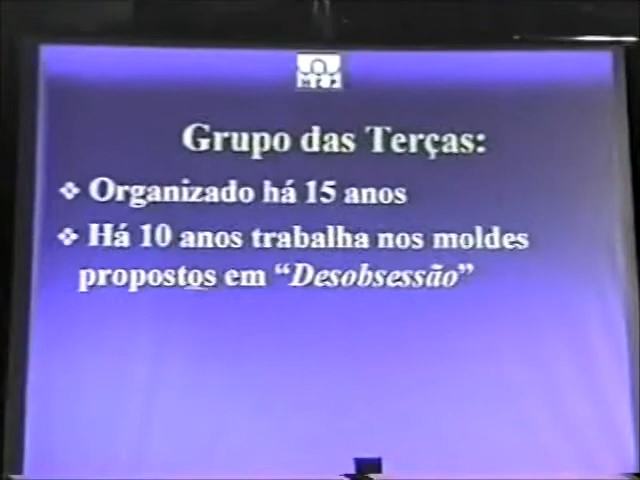 Grupo das Terças:
❖ Organizado há 15 anos
❖ Há 10 anos trabalha nos moldes
propostos em “Desobsessão”